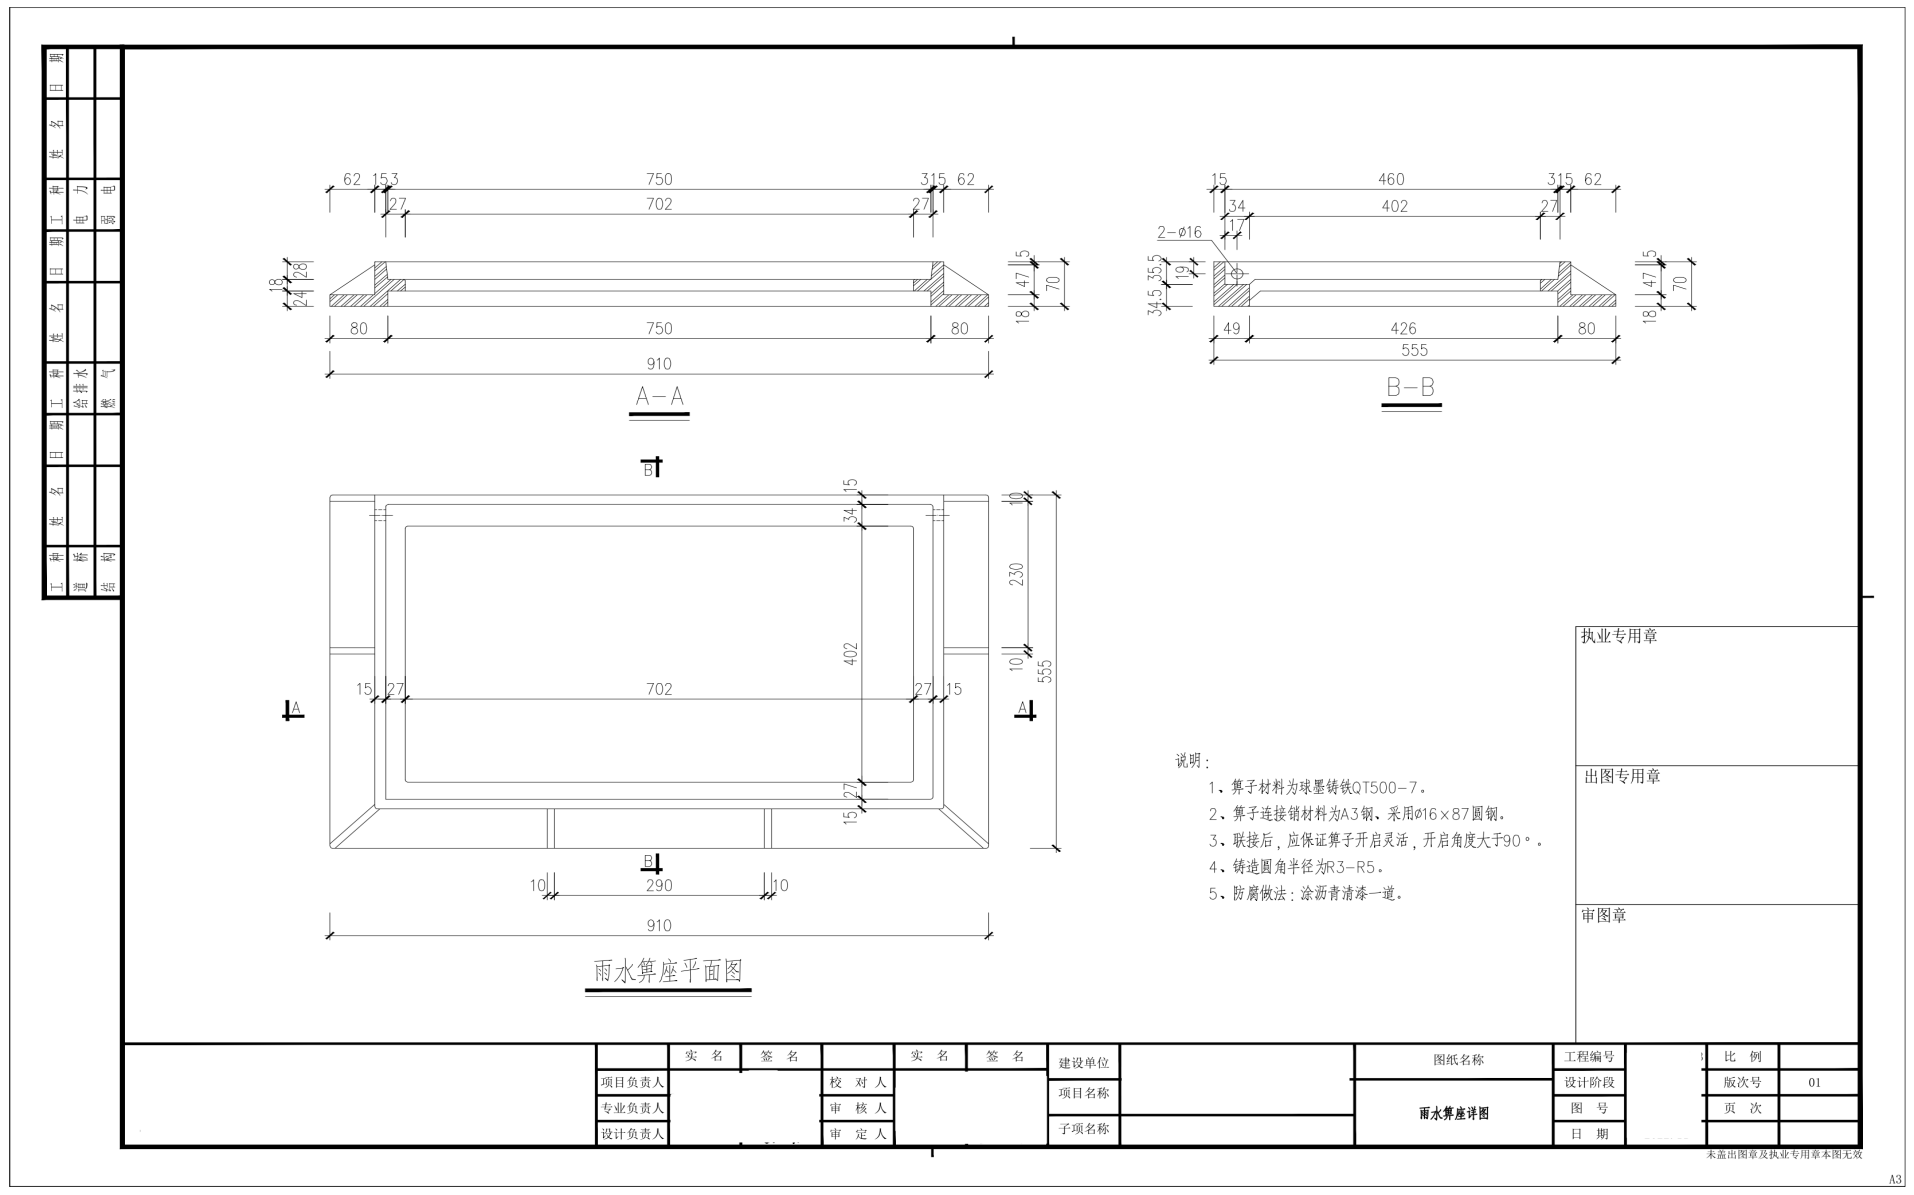 日 期
姓 名
工 种 电 力 弱 电
日 期
姓 名
工 种 给排水 燃 气
日 期
姓 名
工 种 道 桥 结 构
62 15 3 750 3 15 62
27 702 27
18 28 24
5 47 18 70
80 750 80
910
A-A
15 460 3 15 62
34 402 27
17
2-ø16
35.5 19 34.5
5 47 18 70
49 426 80
555
B-B
B
15 34 402 27 15
10 230 10 555
15 27 702 27 15
A A
B
10 290 10
910
雨水箅座平面图
说明：
1、箅子材料为球墨铸铁QT500-7。
2、箅子连接销材料为A3钢、采用ø16×87圆钢。
3、联接后，应保证箅子开启灵活，开启角度大于90°。
4、铸造圆角半径为R3-R5。
5、防腐做法：涂沥青清漆一道。
执业专用章
出图专用章
审图章
实 名 签 名 实 名 签 名
项目负责人 校 对 人
专业负责人 审 核 人
设计负责人 审 定 人
建设单位
项目名称
子项名称
图纸名称
雨水箅座详图
工程编号 比 例
设计阶段 版次号 01
图 号 页 次
日 期
未盖出图章及执业专用章本图无效
A3